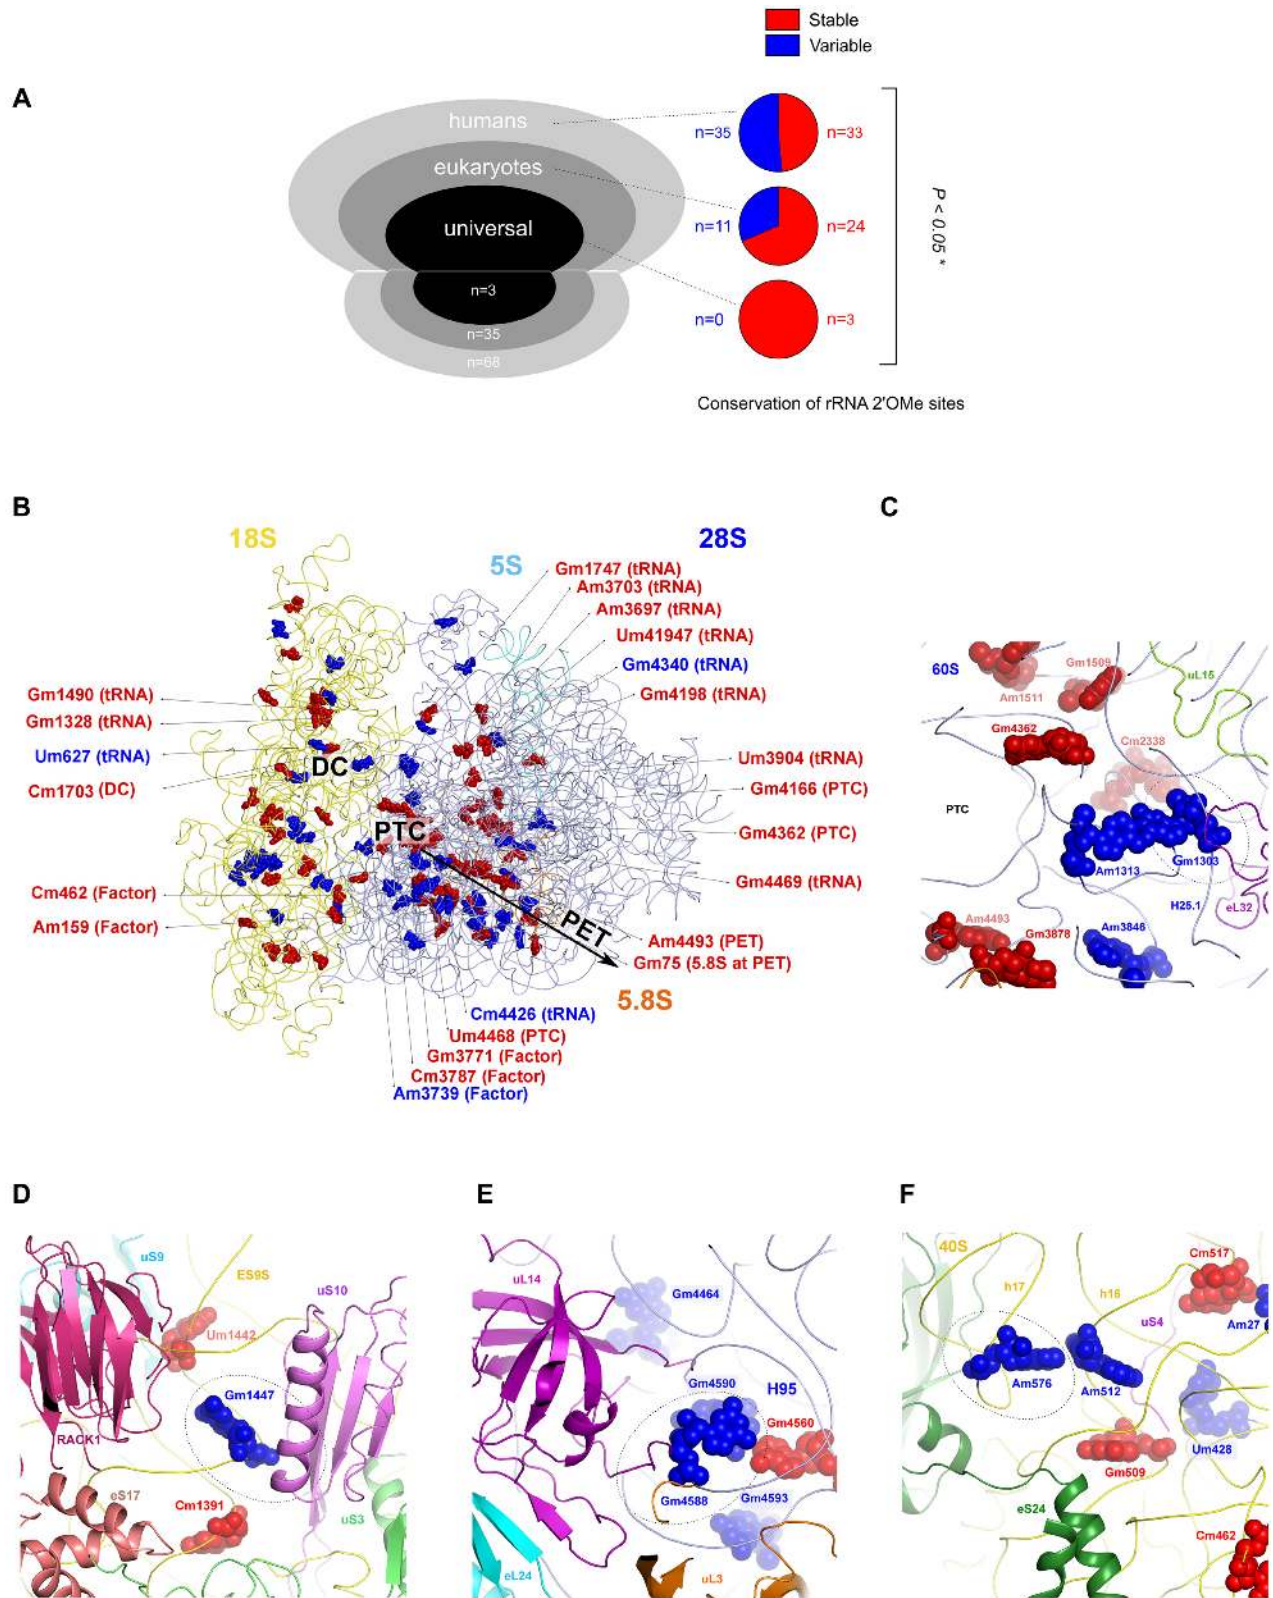 Stable
Variable
A
humans
eukaryotes
universal
n=3
n=35
n=68
n=35
n=33
n=11
n=24
n=0
n=3
P < 0.05 *
Conservation of rRNA 2'OMe sites
B
18S
5S
28S
Gm1747 (tRNA)
Am3703 (tRNA)
Am3697 (tRNA)
Um41947 (tRNA)
Gm4340 (tRNA)
Gm4198 (tRNA)
Um3904 (tRNA)
Gm4166 (PTC)
Gm4362 (PTC)
Gm4469 (tRNA)
Am4493 (PET)
Gm75 (5.8S at PET)
5.8S
Gm1490 (tRNA)
Gm1328 (tRNA)
Um627 (tRNA)
Cm1703 (DC)
Cm462 (Factor)
Am159 (Factor)
DC
PTC
PET
Cm4426 (tRNA)
Um4468 (PTC)
Gm3771 (Factor)
Cm3787 (Factor)
Am3739 (Factor)
C
60S
Gm1509
Am1511
uL15
Gm4362
Cm2338
PTC
Gm1303
Am1313
H25.1
eL32
Am4493
Gm3878
Am3846
D
uS9
ES9S
uS10
Um1442
Gm1447
RACK1
eS17
Cm1391
uS3
E
uL14
Gm4464
Gm4590
H95
Gm4560
Gm4588
Gm4593
eL24
uL3
F
40S
Cm517
h17
h16
uS4
Am27
Am576
Am512
Um428
Gm509
eS24
Cm462